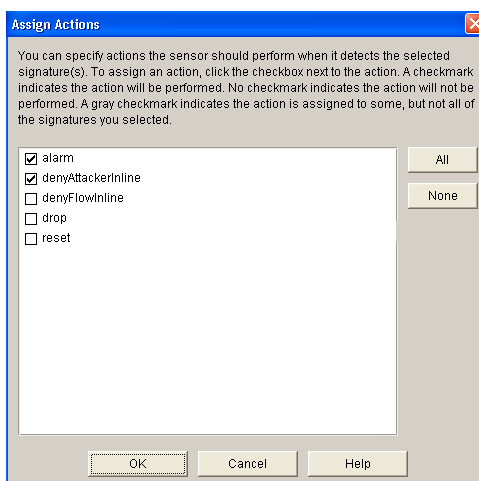 Assign Actions
You can specify actions the sensor should perform when it detects the selected
signature(s). To assign an action, click the checkbox next to the action. A checkmark
indicates the action will be performed. No checkmark indicates the action will not be
performed. A gray checkmark indicates the action is assigned to some, but not all of
the signatures you selected.
alarm
denyAttackerInline
denyFlowInline
drop
reset
All
None
OK
Cancel
Help